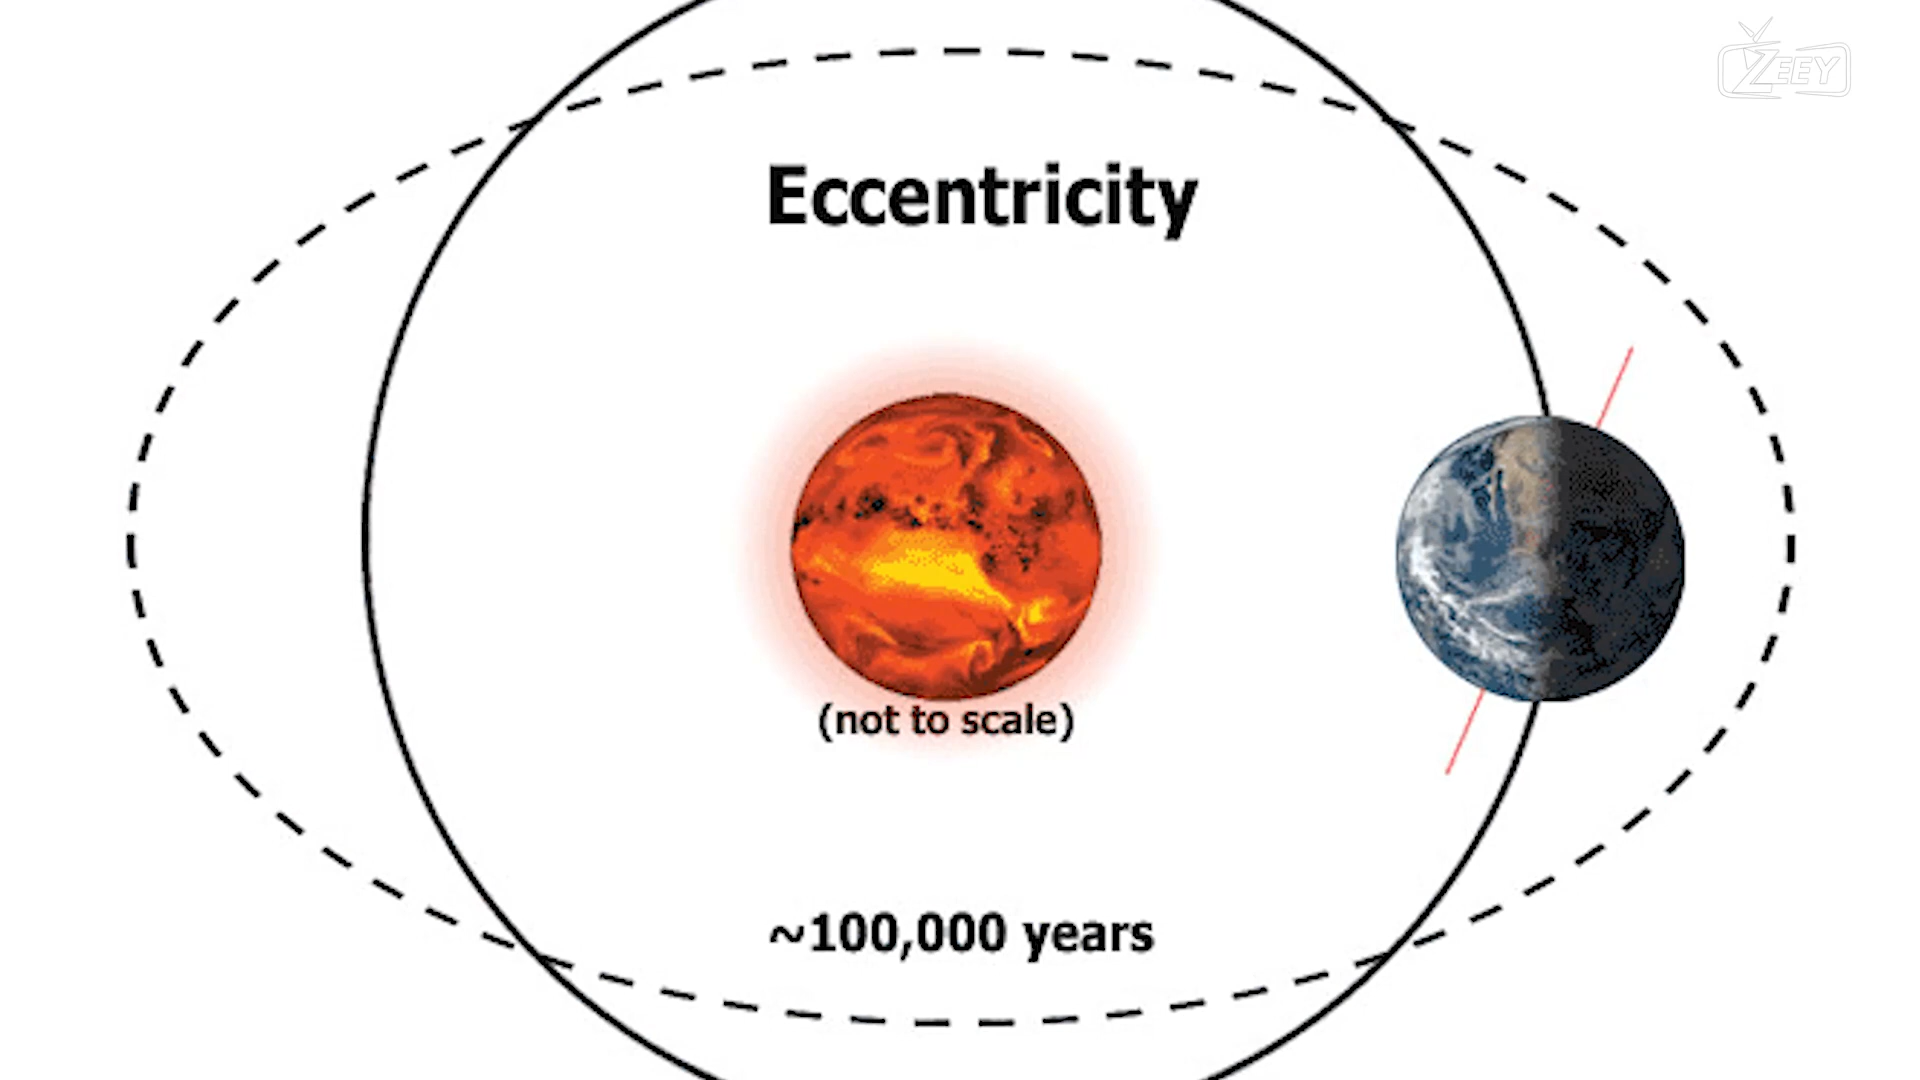 ZEEY
Eccentricity
(not to scale)
~100,000 years